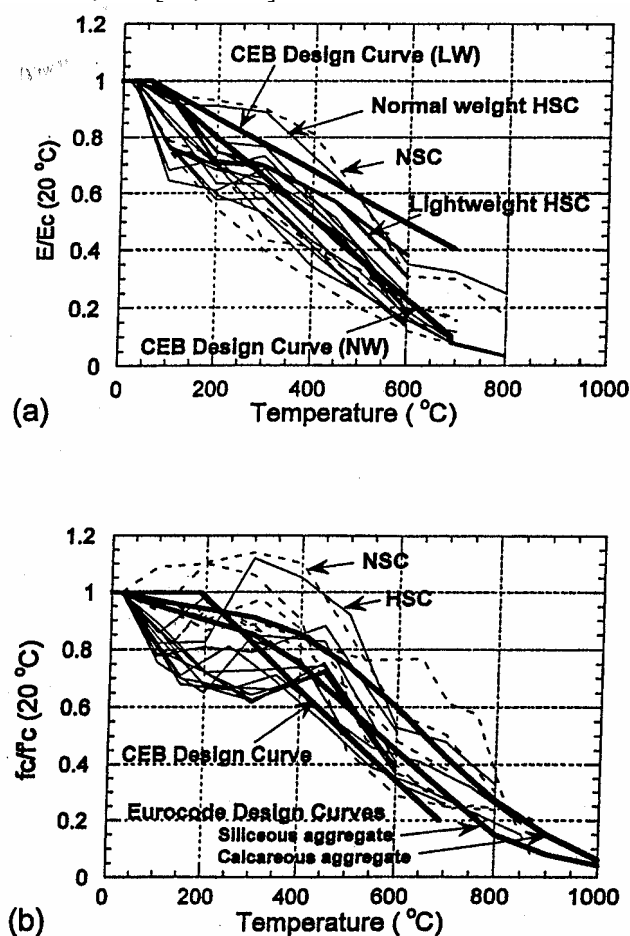 1.2
CEB Design Curve (LW)
1
Normal weight HSC
0.8
NSC
0.6
Lightweight HSC
0.4
0.2
CEB Design Curve (NW)
0
E/Ec (20 °C)
0 200 400 600 800 1000
(a) Temperature ( °C)
1.2
NSC
1
HSC
0.8
0.6
CEB Design Curve
0.4
Eurocode Design Curves
0.2
Siliceous aggregate
Calcareous aggregate
0
fc/f'c (20 °C)
0 200 400 600 800 1000
(b) Temperature ( °C)